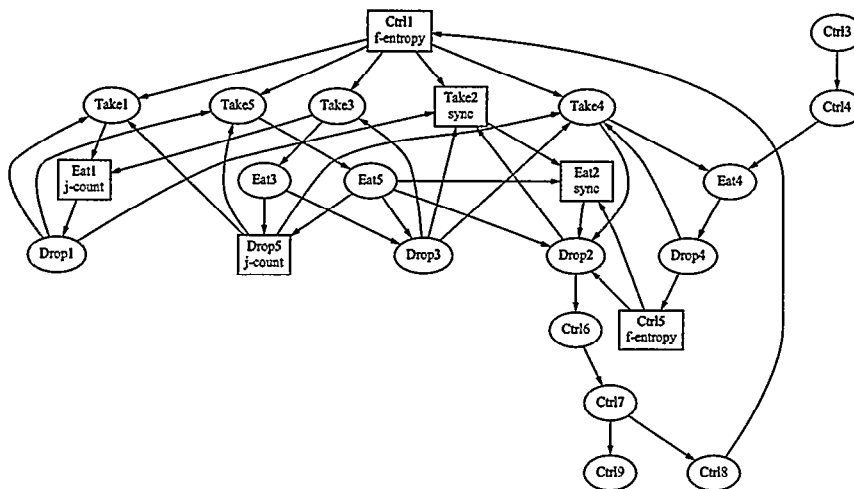 Ctrl1
f-entropy
Ctrl3
Take1
Take5
Take3
Take2
sync
Take4
Ctrl4
Eat1
j-count
Eat3
Eat5
Eat2
sync
Eat4
Drop1
Drop5
j-count
Drop3
Drop2
Drop4
Ctrl6
Ctrl5
f-entropy
Ctrl7
Ctrl9
Ctrl8